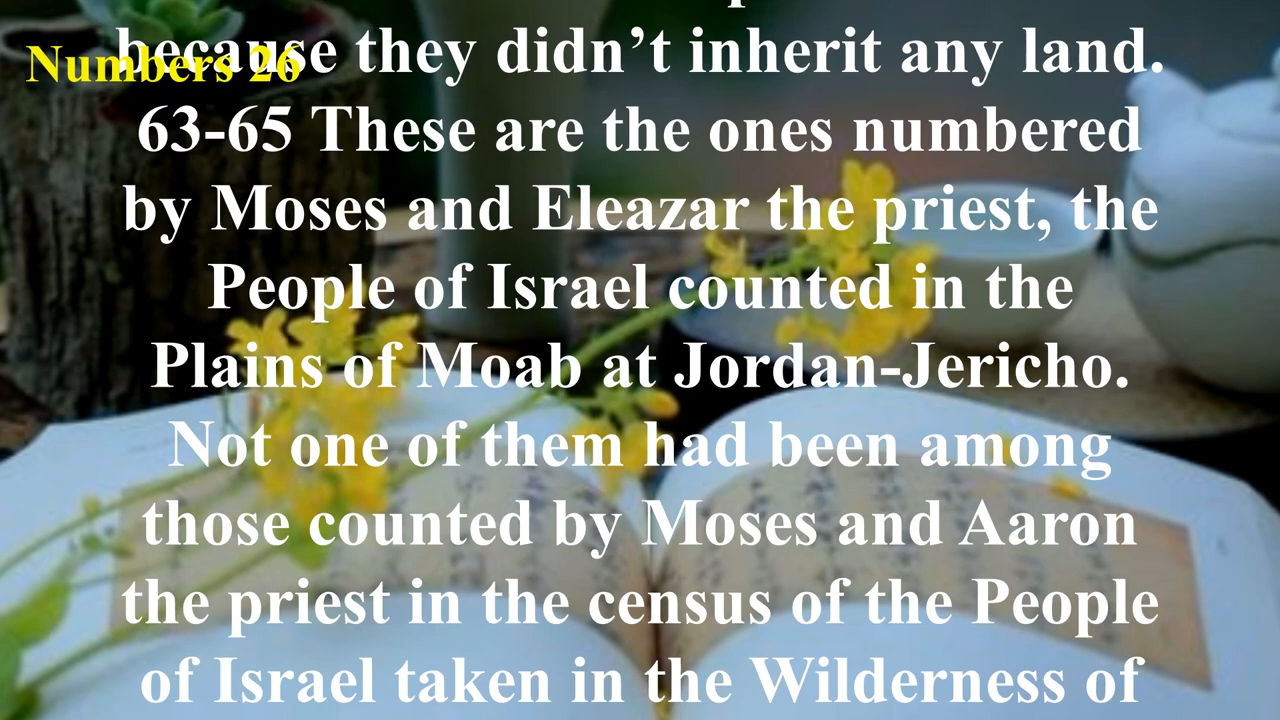 Numbers 26
because they didn’t inherit any land.
63-65 These are the ones numbered
by Moses and Eleazar the priest, the
People of Israel counted in the
Plains of Moab at Jordan-Jericho.
Not one of them had been among
those counted by Moses and Aaron
the priest in the census of the People
of Israel taken in the Wilderness of